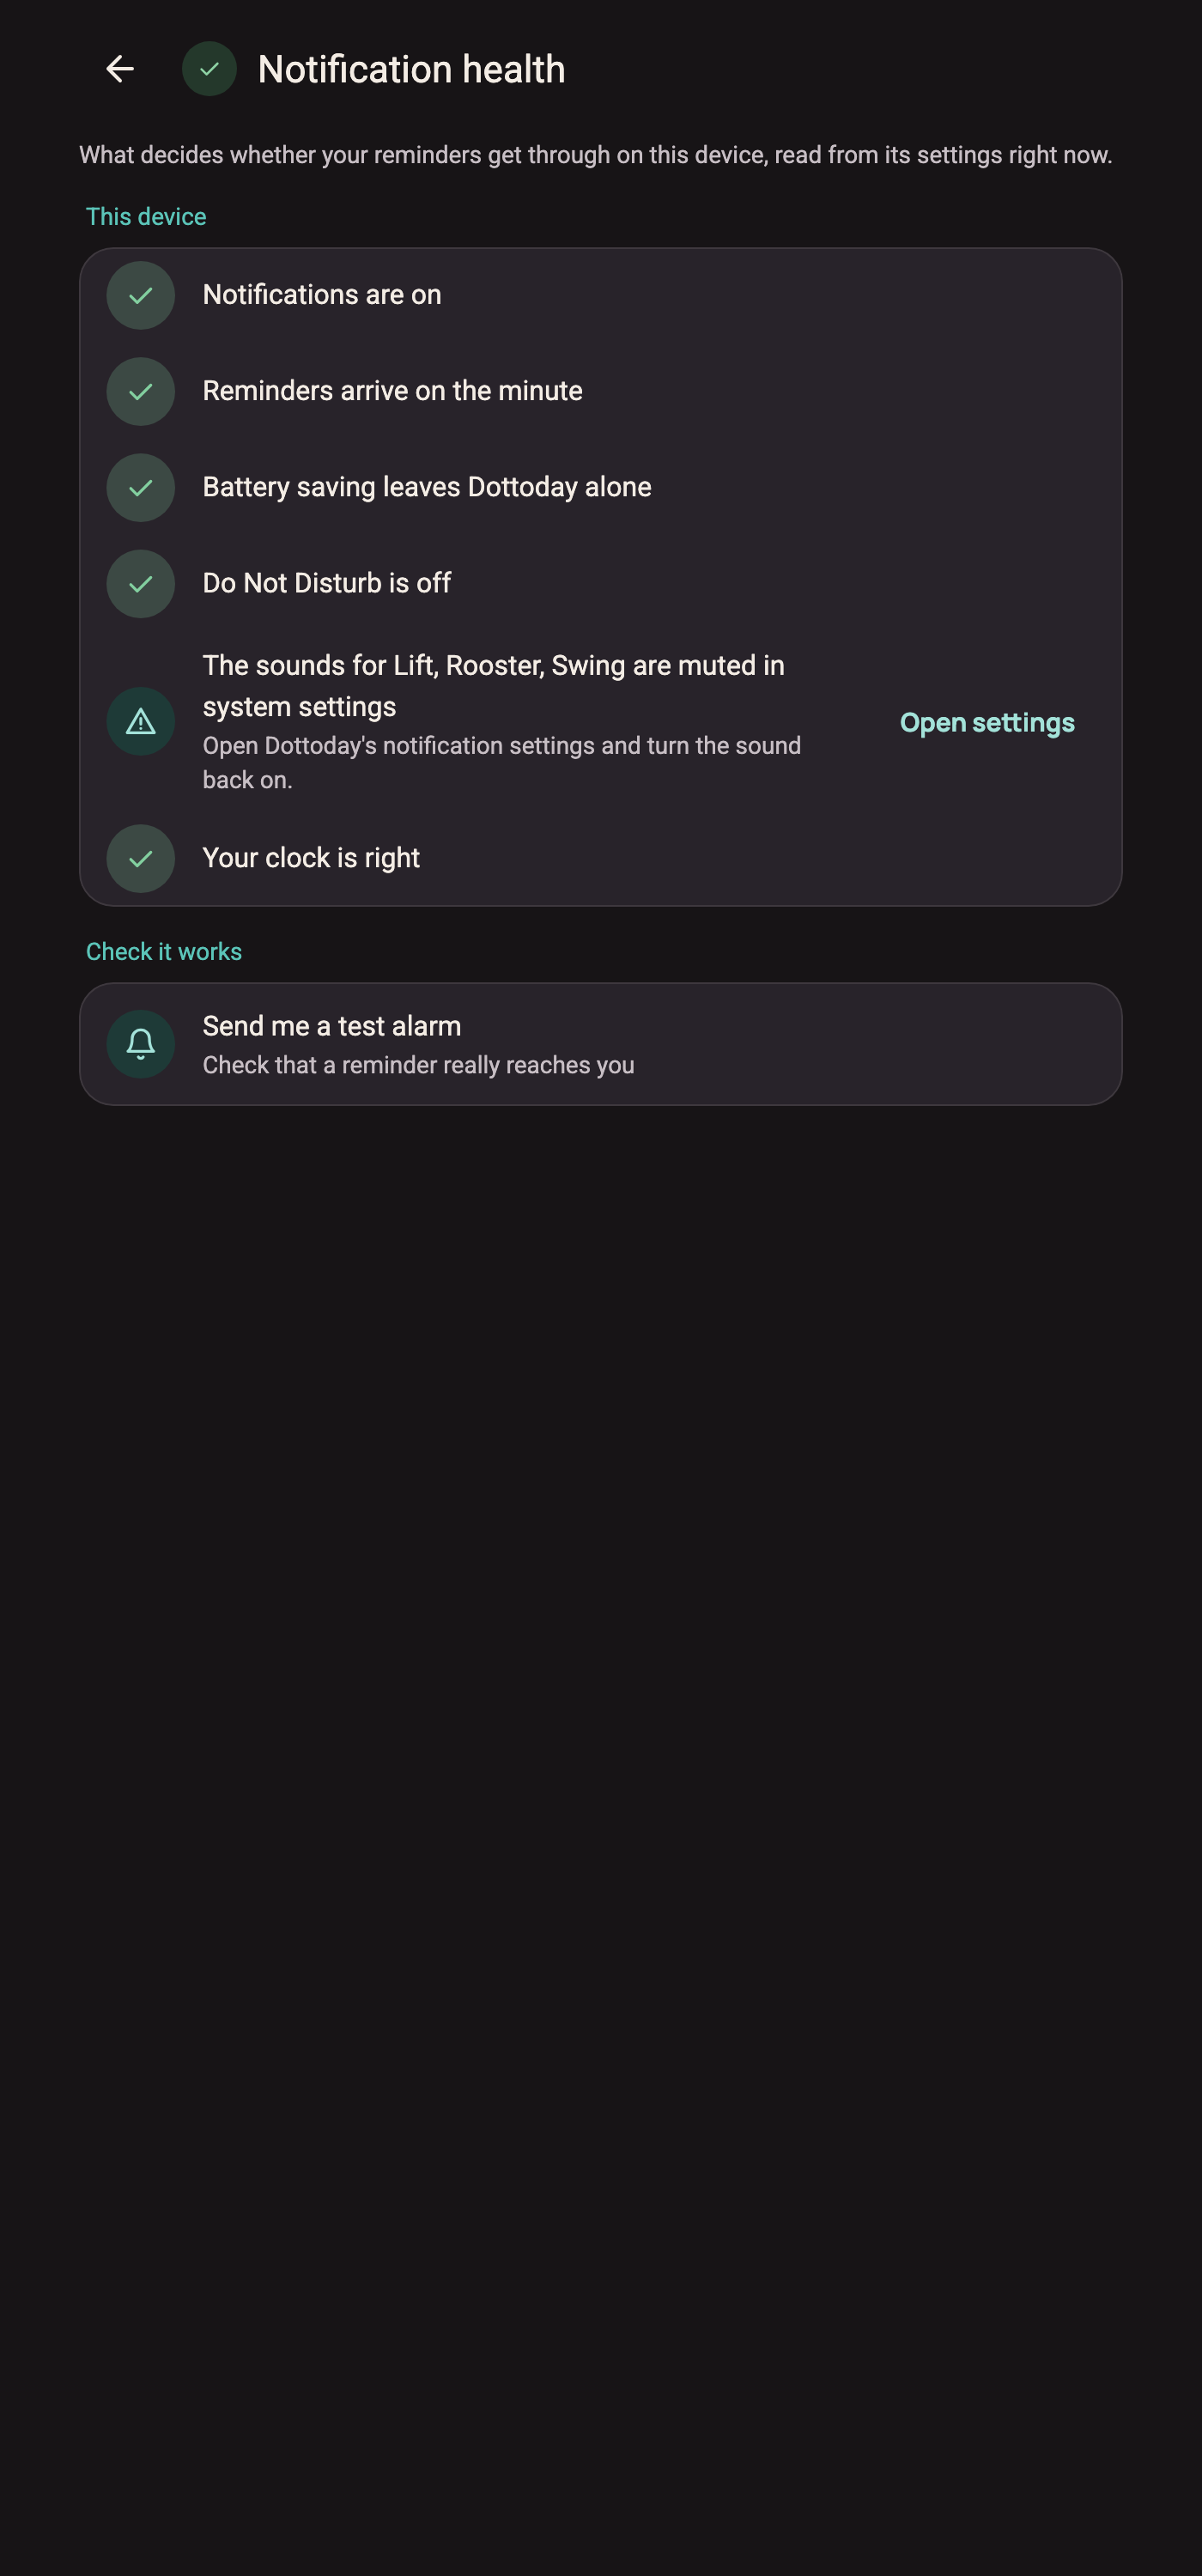 Notification health
What decides whether your reminders get through on this device, read from its settings right now.
This device
Notifications are on
Reminders arrive on the minute
Battery saving leaves Dottoday alone
Do Not Disturb is off
The sounds for Lift, Rooster, Swing are muted in
system settings
Open Dottoday's notification settings and turn the sound
back on.
Open settings
Your clock is right
Check it works
Send me a test alarm
Check that a reminder really reaches you